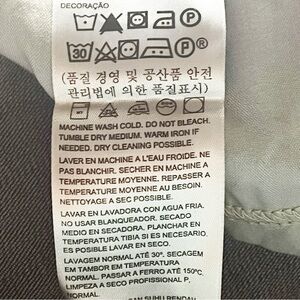 DECORAÇÃO
P
30 P®
(품질 경영 및 공산품 안전
관리법에 의한 품질표시)
MACHINE WASH COLD. DO NOT BLEACH.
TUMBLE DRY MEDIUM. WARM IRON IF
NEEDED. DRY CLEANING POSSIBLE.
LAVER EN MACHINE A L'EAU FROIDE. NE
PAS BLANCHIR. SECHER EN MACHINE A
TEMPERATURE MOYENNE. REPASSER A
TEMPERATURE MOYENNE AU BESOIN.
NETTOYAGE A SEC POSSIBLE.
LAVAR EN LAVADORA CON AGUA FRIA.
NO USAR BLANQUEADOR. SECADO
MEDIO EN SECADORA. PLANCHAR EN
TEMPERATURA TIBIA SI ES NECESARIO.
ES POSIBLE LAVAR EN SECO.
LAVAGEM NORMAL ATÉ 30º. SECAGEM
EM TAMBOR EM TEMPERATURA
NORMAL. PASSAR A FERRO ATÉ 150ºC.
LIMPEZA A SECO PROFISSIONAL P,
NORMAL.